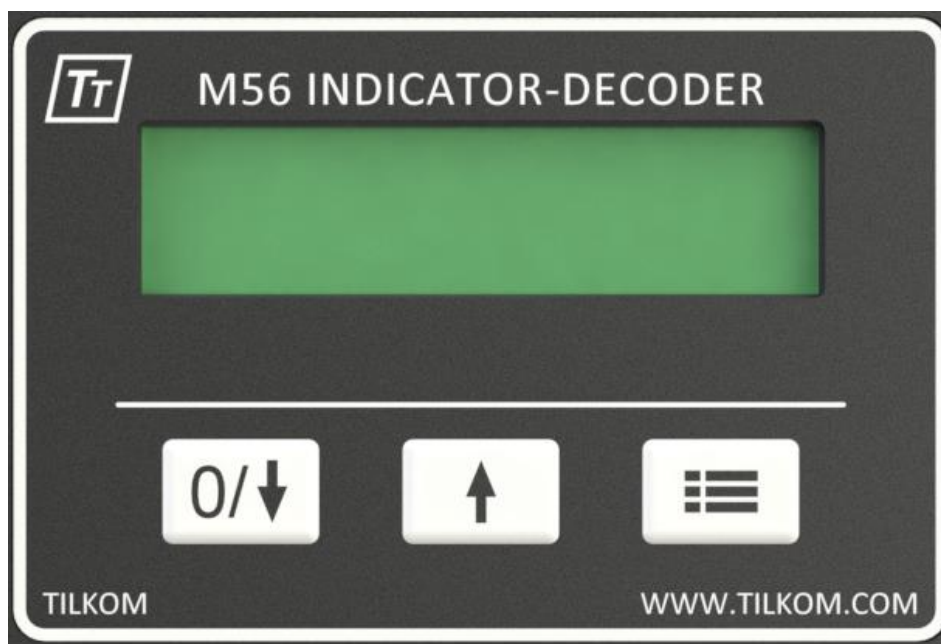 TT
M56 INDICATOR-DECODER
0/↓
↑
TILKOM
WWW.TILKOM.COM